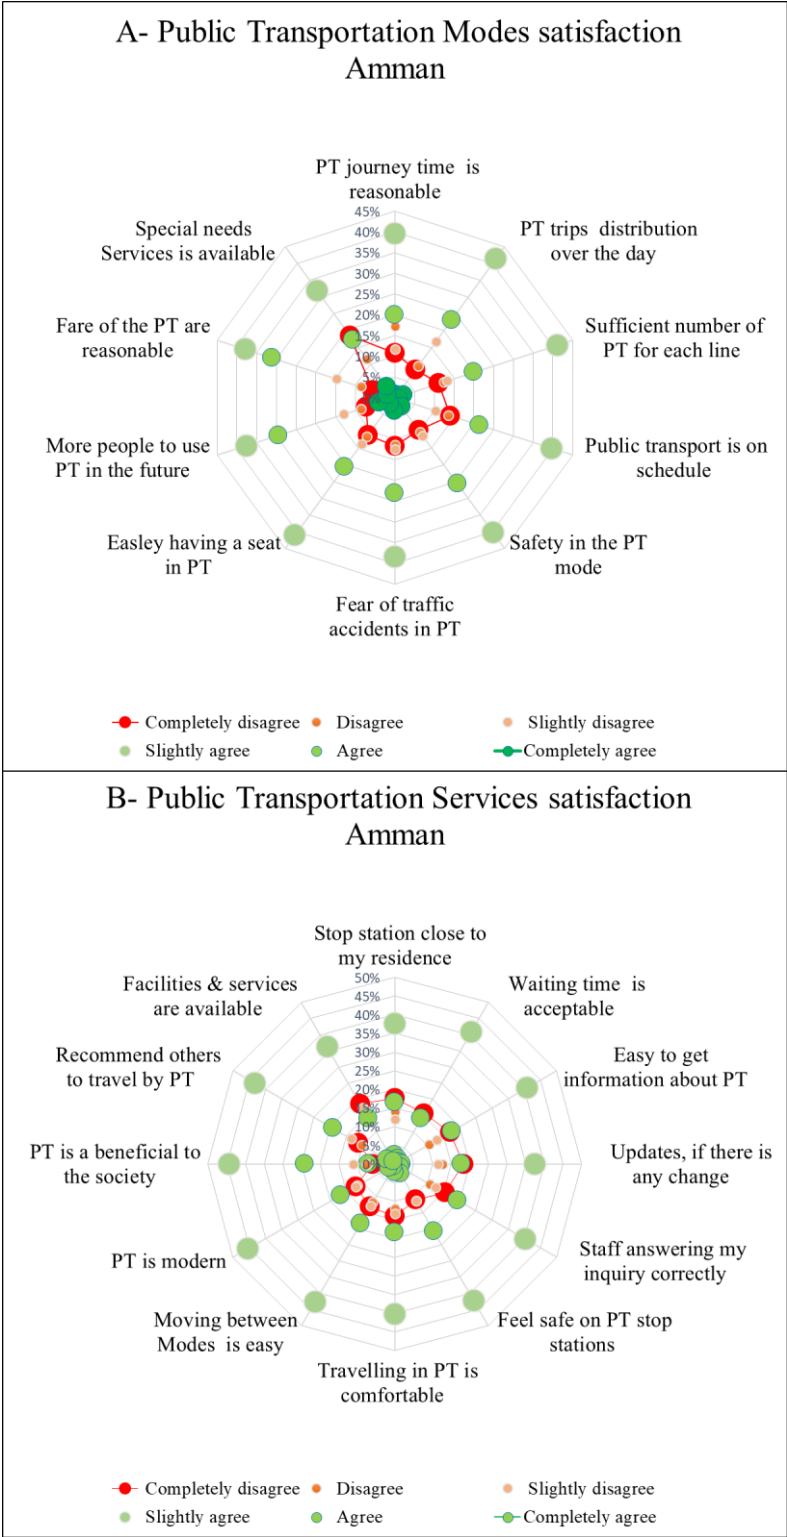 A- Public Transportation Modes satisfaction
Amman
PT journey time is
reasonable
Special needs
Services is available
PT trips distribution
over the day
Fare of the PT are
reasonable
Sufficient number of
PT for each line
More people to use
PT in the future
Public transport is on
schedule
Easley having a seat
in PT
Safety in the PT
mode
Fear of traffic
accidents in PT
45%
40%
35%
30%
25%
20%
15%
10%
5%
Completely disagree
Disagree
Slightly disagree
Slightly agree
Agree
Completely agree
B- Public Transportation Services satisfaction
Amman
Stop station close to
my residence
Facilities & services
are available
Waiting time is
acceptable
Recommend others
to travel by PT
Easy to get
information about PT
PT is a beneficial to
the society
Updates, if there is
any change
PT is modern
Staff answering my
inquiry correctly
Moving between
Modes is easy
Feel safe on PT stop
stations
Travelling in PT is
comfortable
50%
45%
40%
35%
30%
25%
20%
15%
10%
5%
0%
Completely disagree
Disagree
Slightly disagree
Slightly agree
Agree
Completely agree